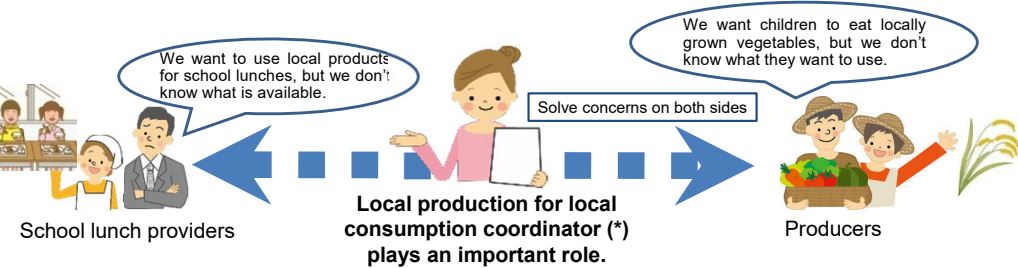 We want to use local products
for school lunches, but we don't
know what is available.
We want children to eat locally
grown vegetables, but we don't
know what they want to use.
Solve concerns on both sides
School lunch providers
Local production for local
consumption coordinator (*)
plays an important role.
Producers